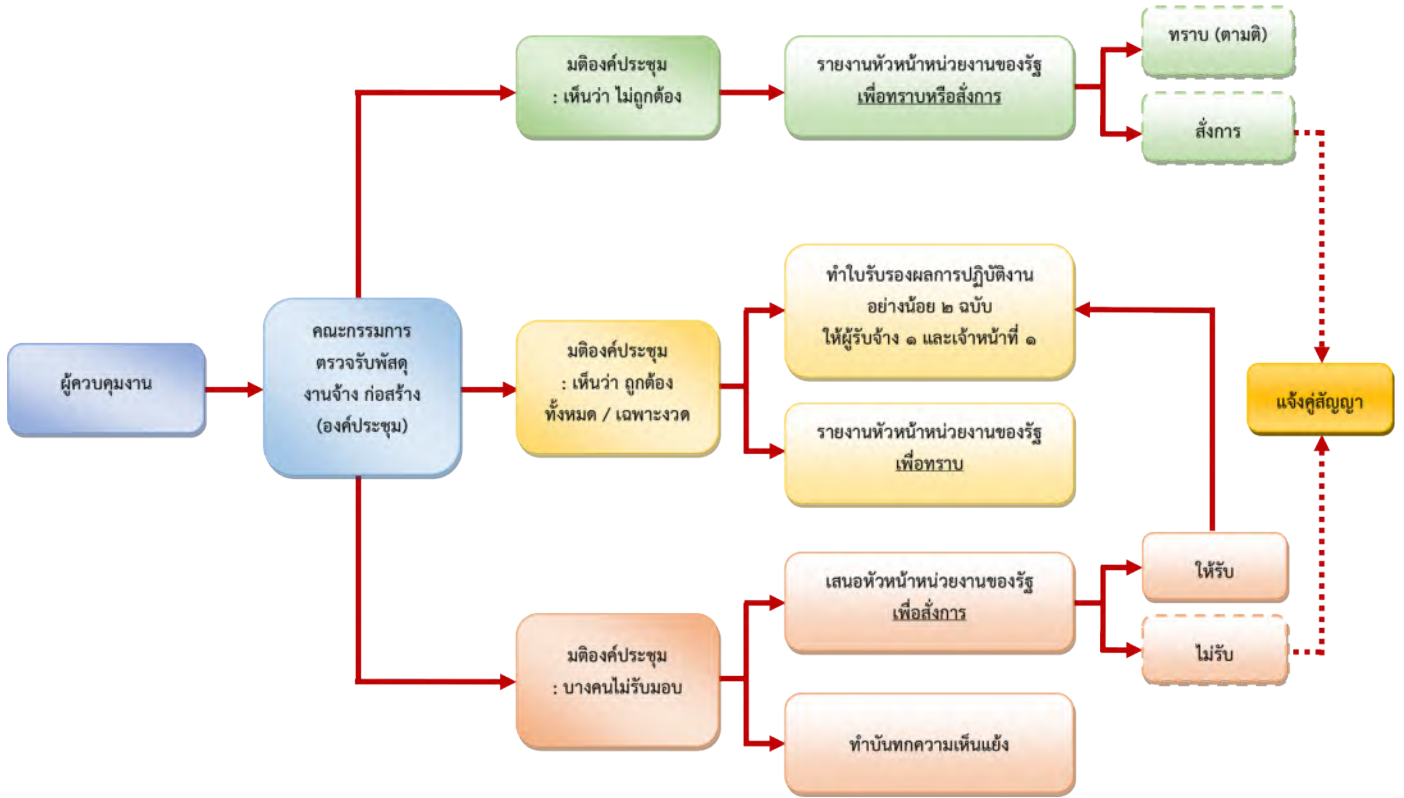 ผู้ควบคุมงาน
คณะกรรมการ
ตรวจรับพัสดุ
งานจ้าง ก่อสร้าง
(องค์ประชุม)
มติองค์ประชุม
: เห็นว่า ไม่ถูกต้อง
รายงานหัวหน้าหน่วยงานของรัฐ
เพื่อทราบหรือสั่งการ
ทราบ (ตามติ)
สั่งการ
มติองค์ประชุม
: เห็นว่า ถูกต้อง
ทั้งหมด / เฉพาะงวด
ทำใบรับรองผลการปฏิบัติงาน
อย่างน้อย ๒ ฉบับ
ให้ผู้รับจ้าง ๑ และเจ้าหน้าที่ ๑
รายงานหัวหน้าหน่วยงานของรัฐ
เพื่อทราบ
แจ้งคู่สัญญา
มติองค์ประชุม
: บางคนไม่รับมอบ
เสนอหัวหน้าหน่วยงานของรัฐ
เพื่อสั่งการ
ให้รับ
ไม่รับ
ทำบันทกความเห็นแย้ง